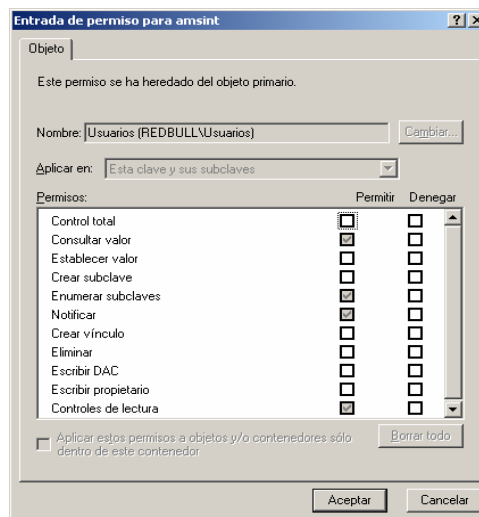 Entrada de permiso para amsint
Objeto
Este permiso se ha heredado del objeto primario.
Nombre: Usuarios (REDBULL\Usuarios) Cambiar...
Aplicar en: Esta clave y sus subclaves
Permisos: Permitir Denegar
Control total
Consultar valor
Establecer valor
Crear subclave
Enumerar subclaves
Notificar
Crear vínculo
Eliminar
Escribir DAC
Escribir propietario
Controles de lectura
Aplicar estos permisos a objetos y/o contenedores sólo
dentro de este contenedor
Borrar todo
Aceptar Cancelar